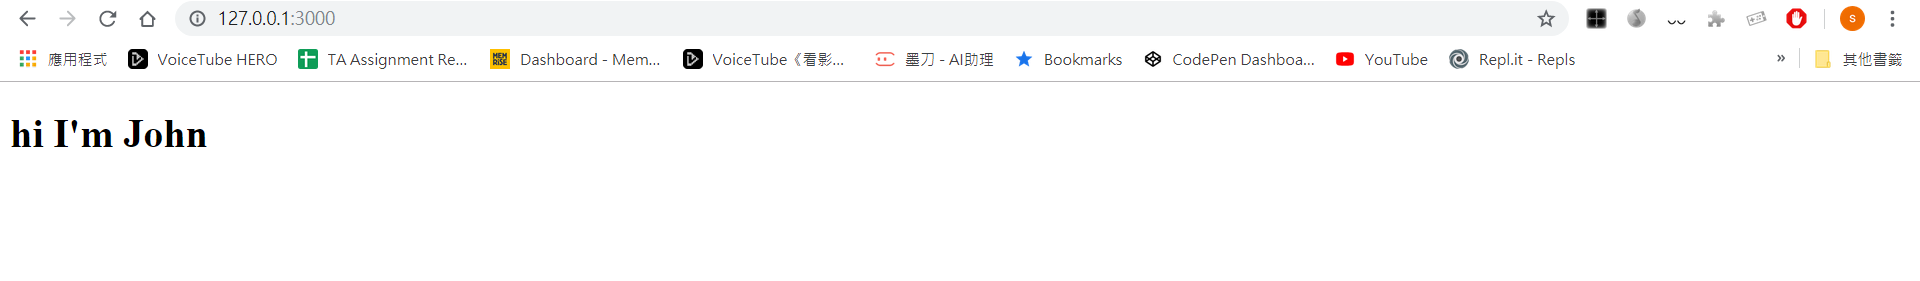 127.0.0.1:3000
S
應用程式 VoiceTube HERO TA Assignment Re... MEM RISE Dashboard - Mem... VoiceTube《看影... 墨刀 - AI助理 Bookmarks CodePen Dashboa... YouTube Repl.it - Repls » 其他書籤
hi I'm John